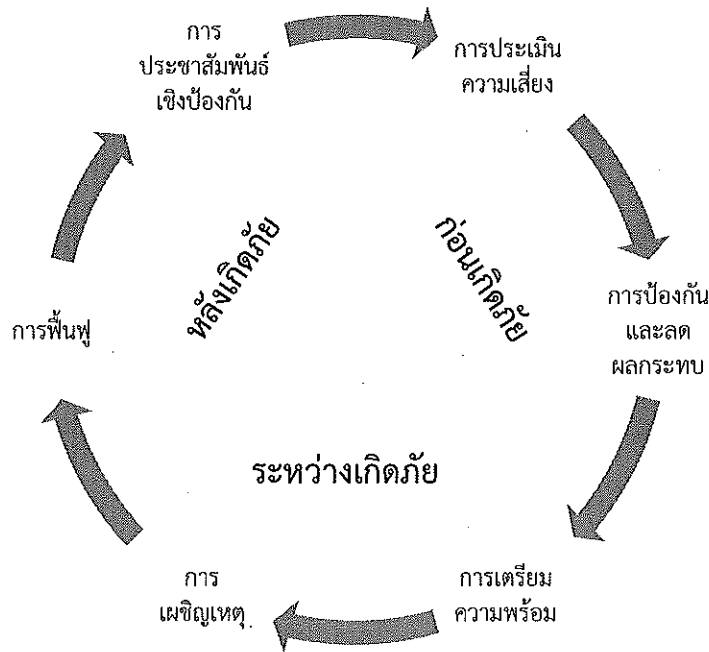 การ
ประชาสัมพันธ์
เชิงป้องกัน
การประเมิน
ความเสี่ยง
หลังเกิดภัย
ก่อนเกิดภัย
การฟื้นฟู
การป้องกัน
และลด
ผลกระทบ
ระหว่างเกิดภัย
การ
เผชิญเหตุ
การเตรียม
ความพร้อม